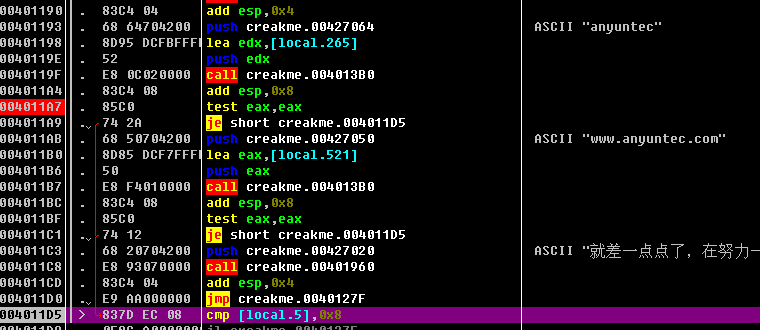 00401190 . 83C4 04 add esp,0x4
00401193 . 68 64704200 push creakme.00427064 ASCII "anyuntec"
00401198 . 8D95 DCFBFFFF lea edx,[local.265]
0040119E . 52 push edx
0040119F . E8 0C020000 call creakme.004013B0
004011A4 . 83C4 08 add esp,0x8
004011A7 . 85C0 test eax,eax
004011A9 . 74 2A je short creakme.004011D5
004011AB . 68 50704200 push creakme.00427050 ASCII "www.anyuntec.com"
004011B0 . 8D85 DCF7FFFF lea eax,[local.521]
004011B6 . 50 push eax
004011B7 . E8 F4010000 call creakme.004013B0
004011BC . 83C4 08 add esp,0x8
004011BF . 85C0 test eax,eax
004011C1 . 74 12 je short creakme.004011D5
004011C3 . 68 20704200 push creakme.00427020 ASCII "就差一点点了，在努力一
004011C8 . E8 93070000 call creakme.00401960
004011CD . 83C4 04 add esp,0x4
004011D0 . E9 AA000000 jmp creakme.0040127F
004011D5 > 837D EC 08 cmp [local.5],0x8